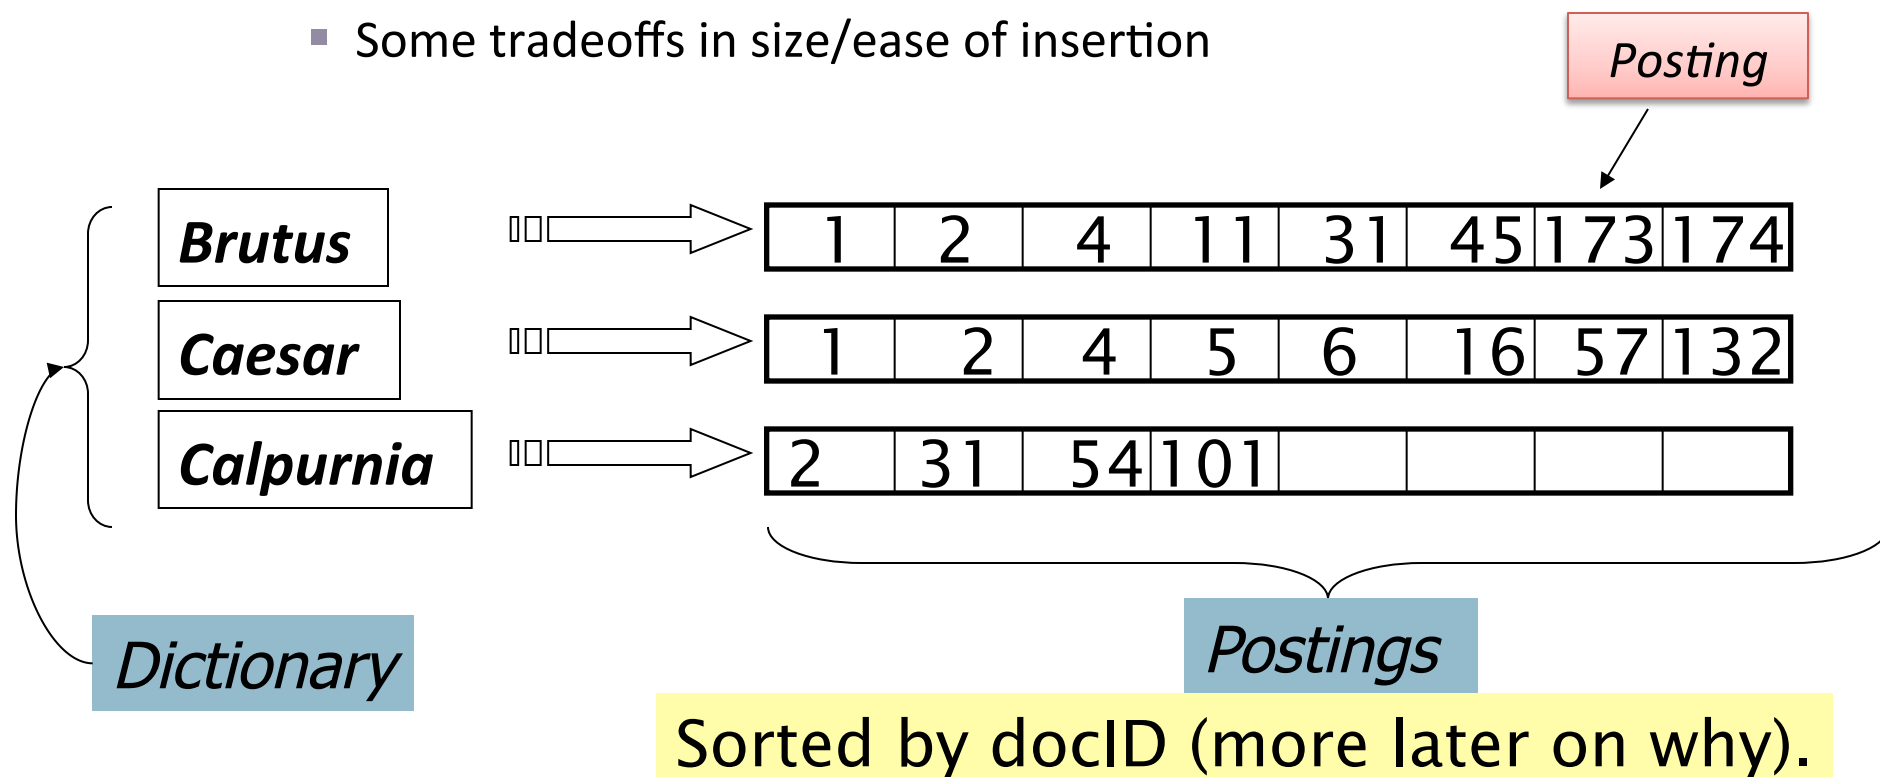 Some tradeoffs in size/ease of insertion
Posting
Brutus 1 2 4 11 31 45 173 174
Caesar 1 2 4 5 6 16 57 132
Calpurnia 2 31 54 101
Dictionary
Postings
Sorted by docID (more later on why).